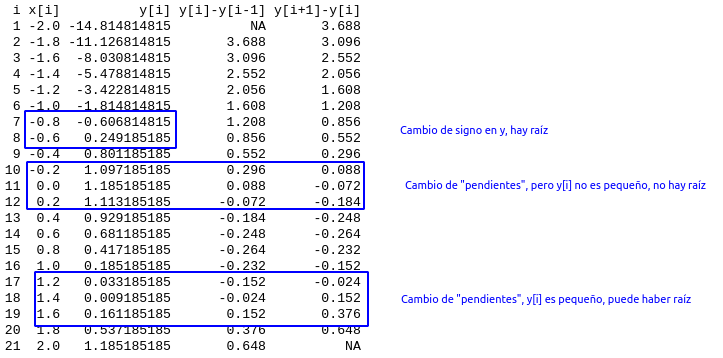 i x[i] y[i] y[i]-y[i-1] y[i+1]-y[i]
1 -2.0 -14.814814815 NA 3.688
2 -1.8 -11.126814815 3.688 3.096
3 -1.6 -8.030814815 3.096 2.552
4 -1.4 -5.478814815 2.552 2.056
5 -1.2 -3.422814815 2.056 1.608
6 -1.0 -1.814814815 1.608 1.208
7 -0.8 -0.606814815 1.208 0.856
8 -0.6 0.249185185 0.856 0.552
Cambio de signo en y, hay raíz
9 -0.4 0.801185185 0.552 0.296
10 -0.2 1.097185185 0.296 0.088
11 0.0 1.185185185 0.088 -0.072
Cambio de "pendientes", pero y[i] no es pequeño, no hay raíz
12 0.2 1.113185185 -0.072 -0.184
13 0.4 0.929185185 -0.184 -0.248
14 0.6 0.681185185 -0.248 -0.264
15 0.8 0.417185185 -0.264 -0.232
16 1.0 0.185185185 -0.232 -0.152
17 1.2 0.033185185 -0.152 -0.024
18 1.4 0.009185185 -0.024 0.152
Cambio de "pendientes", y[i] es pequeño, puede haber raíz
19 1.6 0.161185185 0.152 0.376
20 1.8 0.537185185 0.376 0.648
21 2.0 1.185185185 0.648 NA